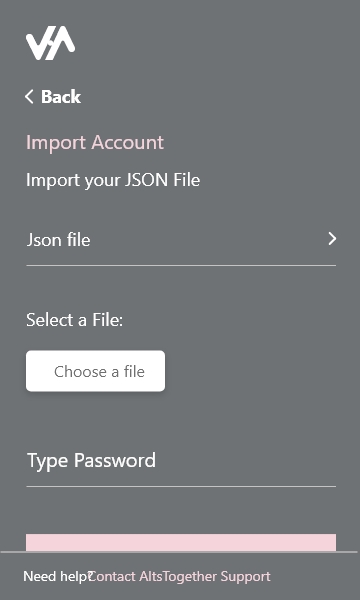 Back
Import Account
Import your JSON File
Json file
Select a File:
Choose a file
Type Password
Need help? Contact AltsTogether Support